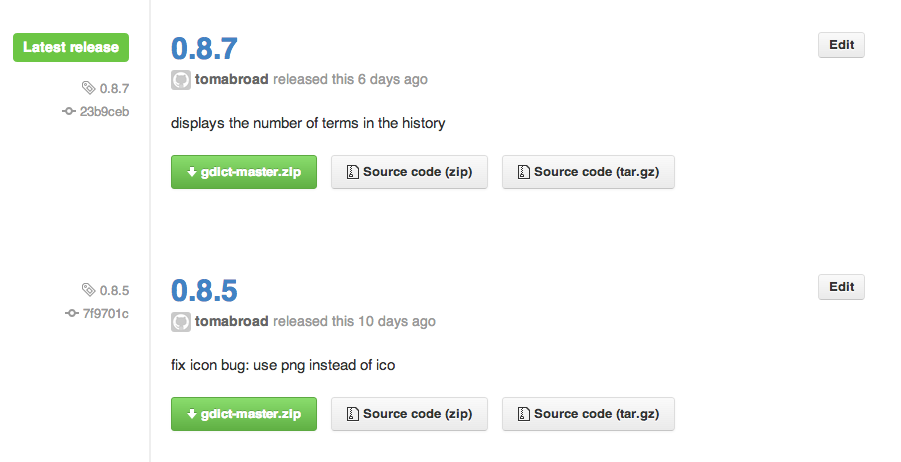 Latest release
0.8.7
23b9ceb
0.8.7
Edit
tomabroad released this 6 days ago
displays the number of terms in the history
gdict-master.zip
Source code (zip)
Source code (tar.gz)
0.8.5
7f9701c
0.8.5
Edit
tomabroad released this 10 days ago
fix icon bug: use png instead of ico
gdict-master.zip
Source code (zip)
Source code (tar.gz)